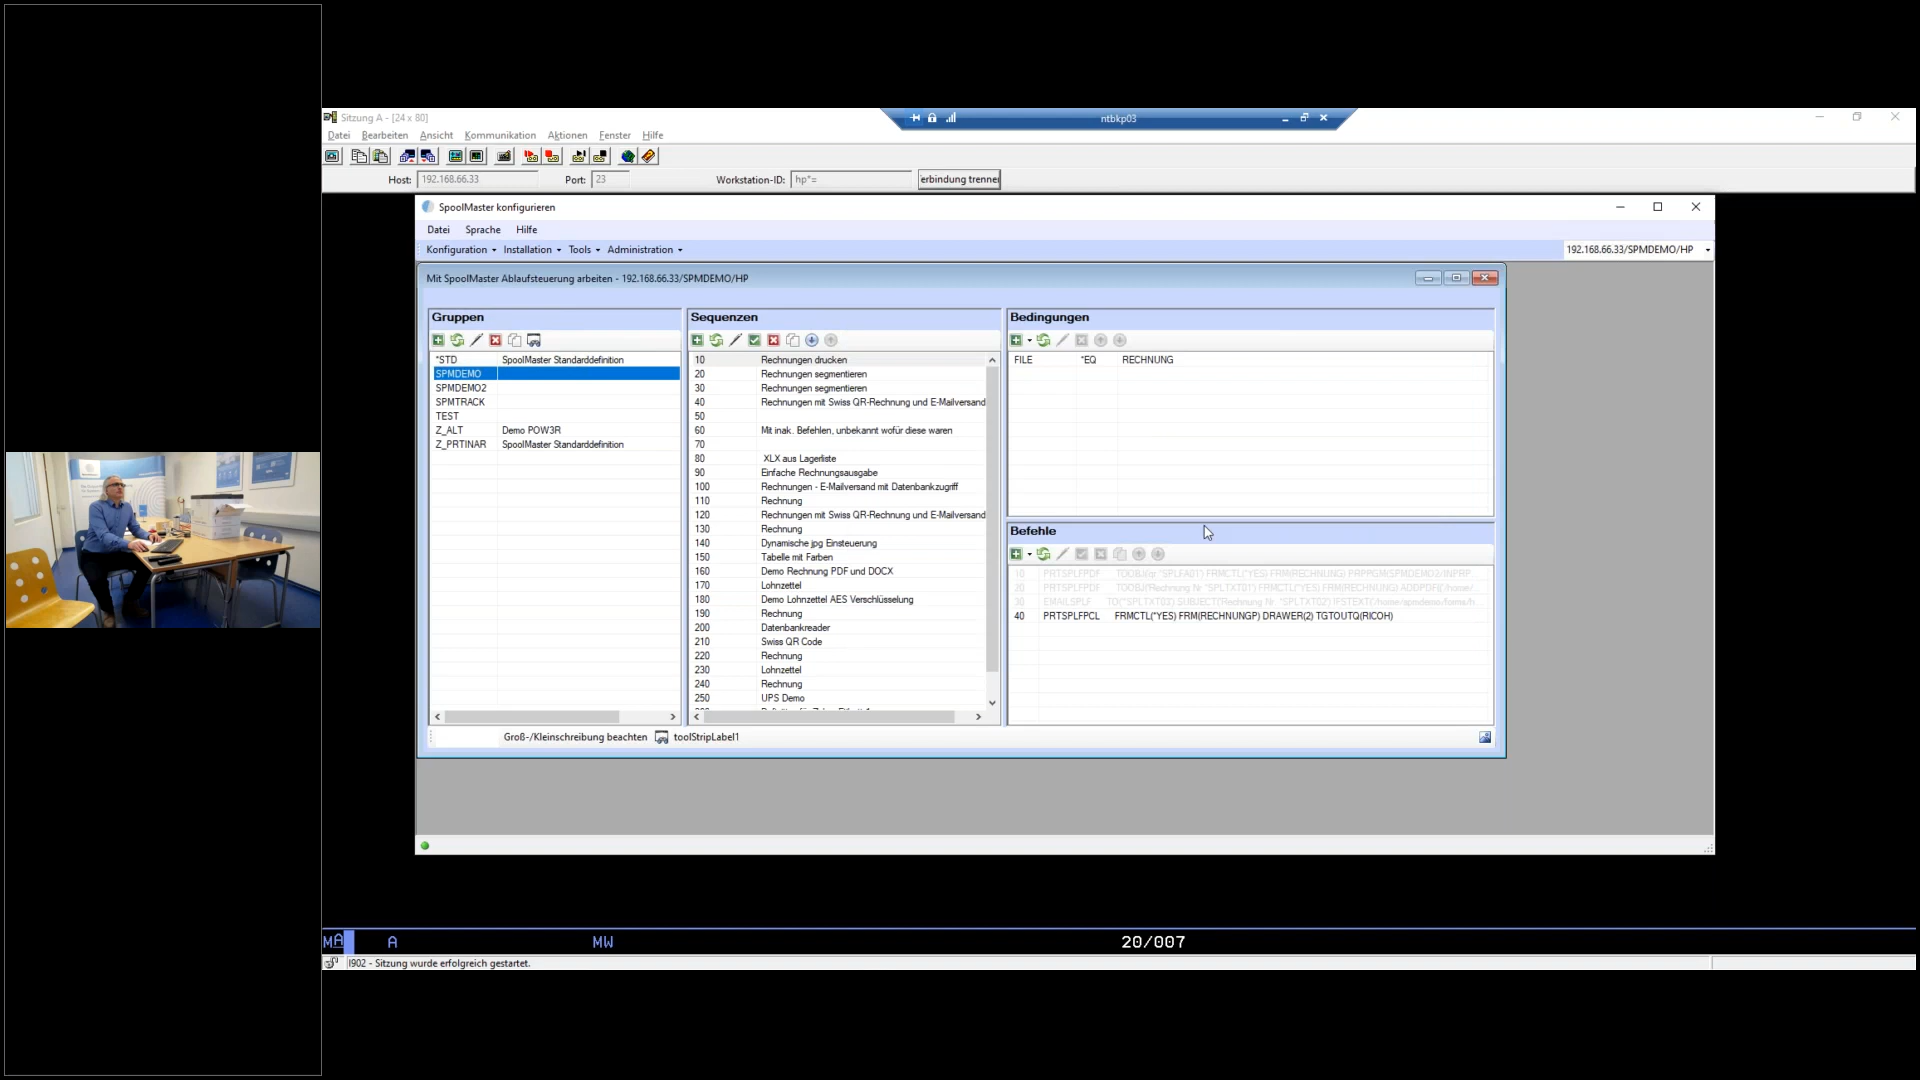 Sitzung A - [24 x 80]
ntbkp03
Datei Bearbeiten Ansicht Kommunikation Aktionen Fenster Hilfe
Host: 192.168.66.33 Port: 23 Workstation-ID: hp*= erbindung trenner
SpoolMaster konfigurieren
Datei Sprache Hilfe
Konfiguration Installation Tools Administration 192.168.66.33/SPMDEMO/HP
Mit SpoolMaster Ablaufsteuerung arbeiten - 192.168.66.33/SPMDEMO/HP
Gruppen
*STD SpoolMaster Standarddefinition
SPMDEMO
SPMDEMO2
SPMTRACK
TEST
Z_ALT Demo POW3R
Z_PRTINAR SpoolMaster Standarddefinition
Sequenzen
10 Rechnungen drucken
20 Rechnungen segmentieren
30 Rechnungen segmentieren
40 Rechnungen mit Swiss QR-Rechnung und E-Mailversand
50
60 Mit inak. Befehlen, unbekannt wofür diese waren
70
80 XLX aus Lagerliste
90 Einfache Rechnungsausgabe
100 Rechnungen - E-Mailversand mit Datenbankzugriff
110 Rechnung
120 Rechnungen mit Swiss QR-Rechnung und E-Mailversand
130 Rechnung
140 Dynamische jpg Einsteuerung
150 Tabelle mit Farben
160 Demo Rechnung PDF und DOCX
170 Lohnzettel
180 Demo Lohnzettel AES Verschlüsselung
190 Rechnung
200 Datenbankreader
210 Swiss QR Code
220 Rechnung
230 Lohnzettel
240 Rechnung
250 UPS Demo
Bedingungen
FILE *EQ RECHNUNG
Befehle
10 PRTSPLFPDF
20 PRTSPLFPDF
30 EMAILSPLF
40 PRTSPLFPCL FRMCTL(*YES) FRM(RECHNUNGP) DRAWER(2) TGTOUTQ(RICOH)
Groß-/Kleinschreibung beachten toolStripLabel1
MA A MW 20/007
I902 - Sitzung wurde erfolgreich gestartet.